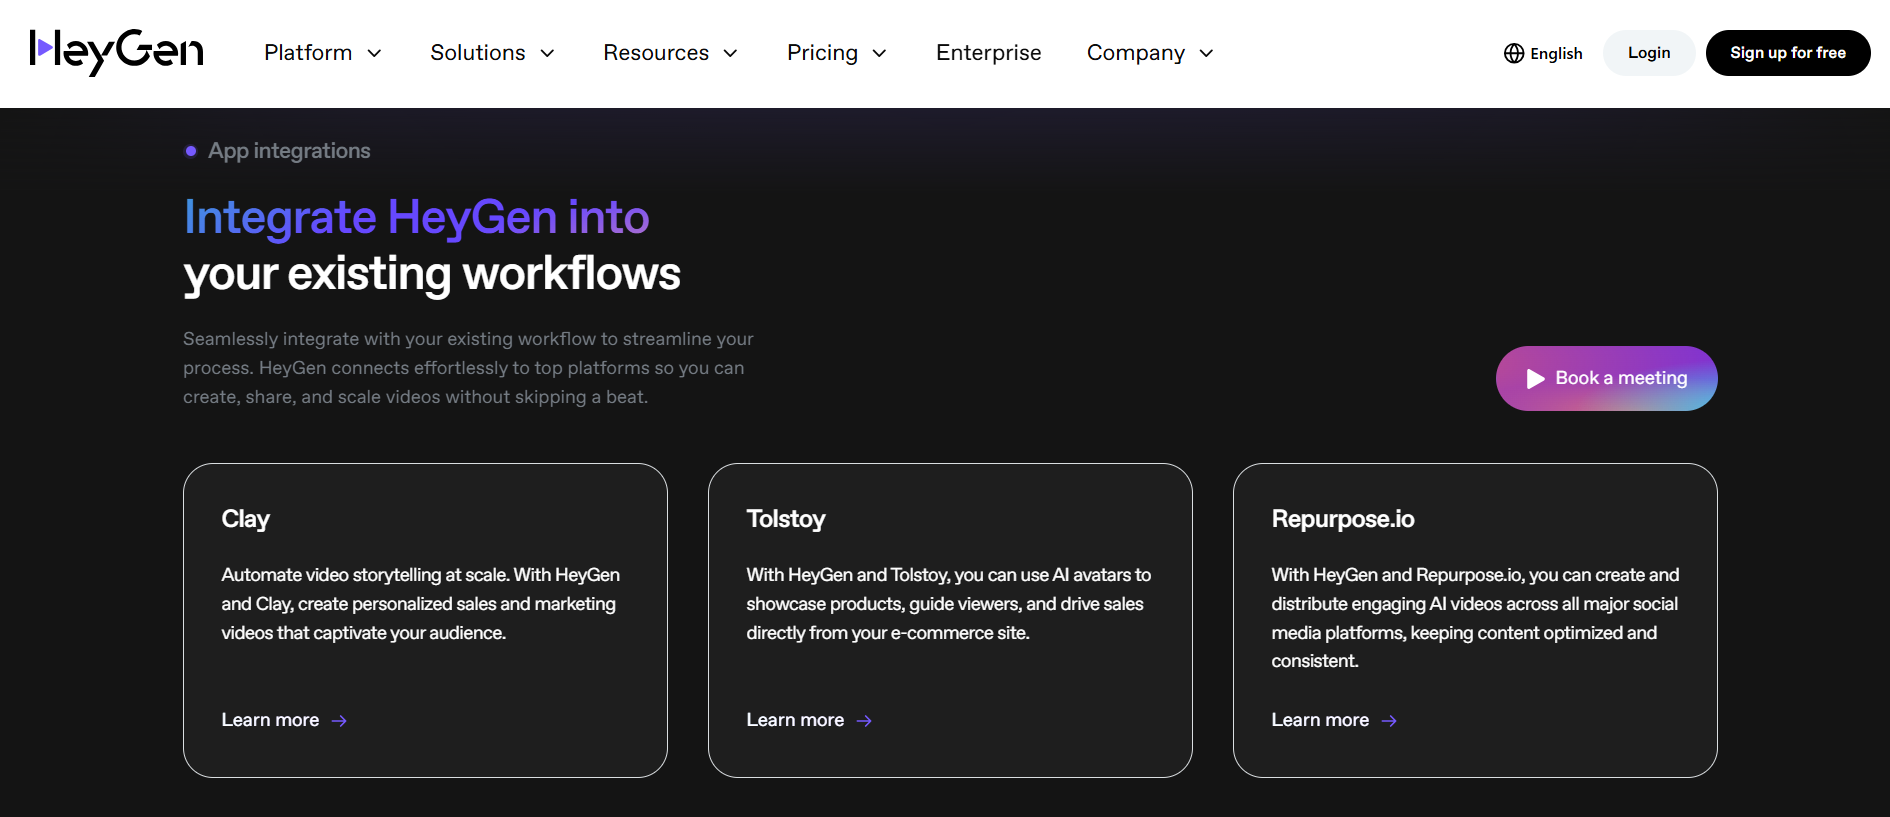 HeyGen
Platform
Solutions
Resources
Pricing
Enterprise
Company
English
Login
Sign up for free
App integrations
Integrate HeyGen into
your existing workflows
Seamlessly integrate with your existing workflow to streamline your
process. HeyGen connects effortlessly to top platforms so you can
create, share, and scale videos without skipping a beat.
Book a meeting
Clay
Automate video storytelling at scale. With HeyGen
and Clay, create personalized sales and marketing
videos that captivate your audience.
Learn more
Tolstoy
With HeyGen and Tolstoy, you can use AI avatars to
showcase products, guide viewers, and drive sales
directly from your e-commerce site.
Learn more
Repurpose.io
With HeyGen and Repurpose.io, you can create and
distribute engaging AI videos across all major social
media platforms, keeping content optimized and
consistent.
Learn more